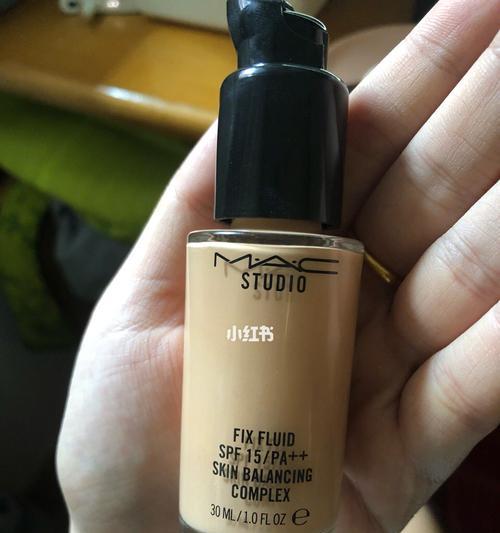 M·A·C
STUDIO
小红书
FIX FLUID
SPF 15/PA++
SKIN BALANCING
COMPLEX
30 ML/1.0 FL OZ ℮